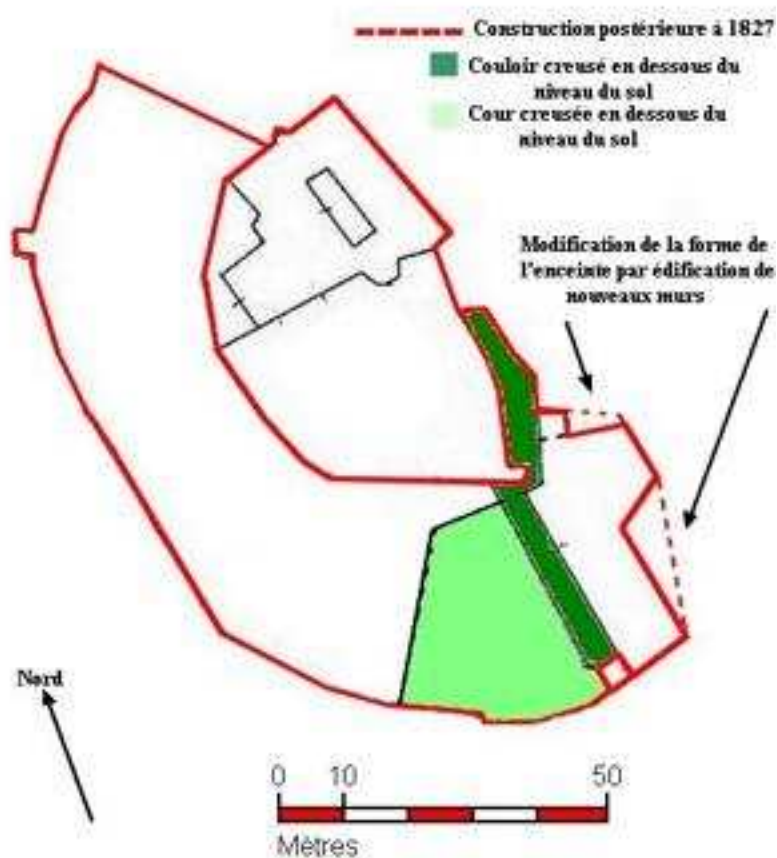 Construction postérieure à 1827
Couloir creusé en dessous du
niveau du sol
Cour creusée en dessous du
niveau du sol
Modification de la forme de
l'enceinte par édification de
nouveaux murs
Nord
0 10 50
Mètres